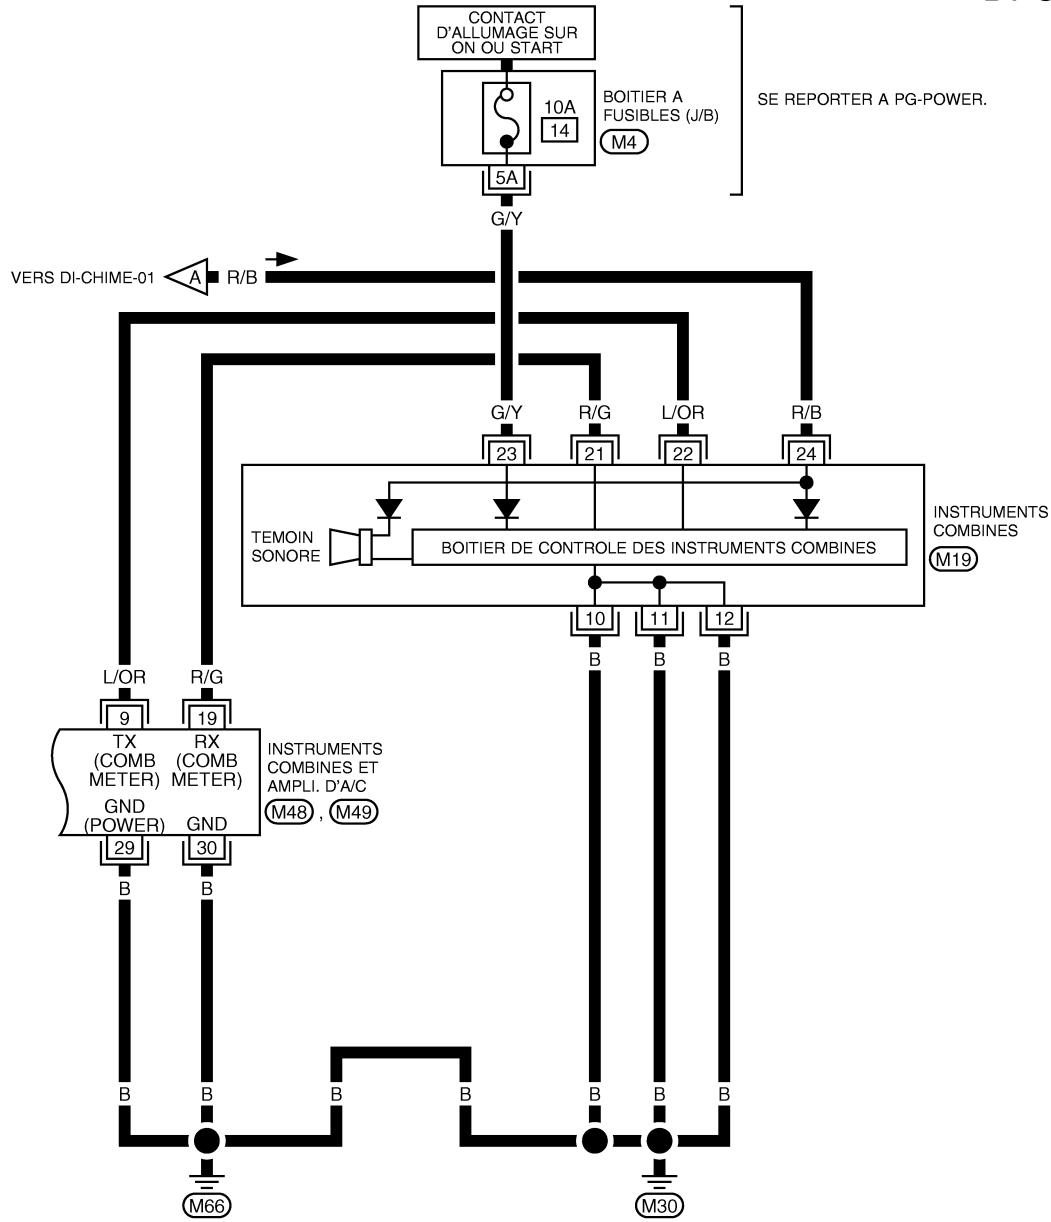 CONTACT
D'ALLUMAGE SUR
ON OU START
10A
14
BOITIER A
FUSIBLES (J/B)
M4
SE REPORTER A PG-POWER.
5A
G/Y
VERS DI-CHIME-01
A
R/B
G/Y
R/G
L/OR
R/B
23
21
22
24
TEMOIN
SONORE
BOITIER DE CONTROLE DES INSTRUMENTS COMBINES
INSTRUMENTS
COMBINES
M19
10
11
12
B
B
B
L/OR
R/G
9
19
TX
(COMB
METER)
RX
(COMB
METER)
GND
(POWER)
GND
INSTRUMENTS
COMBINES ET
AMPLI. D'A/C
M48 , M49
29
30
B
B
B
B
B
B
B
B
B
M66
M30